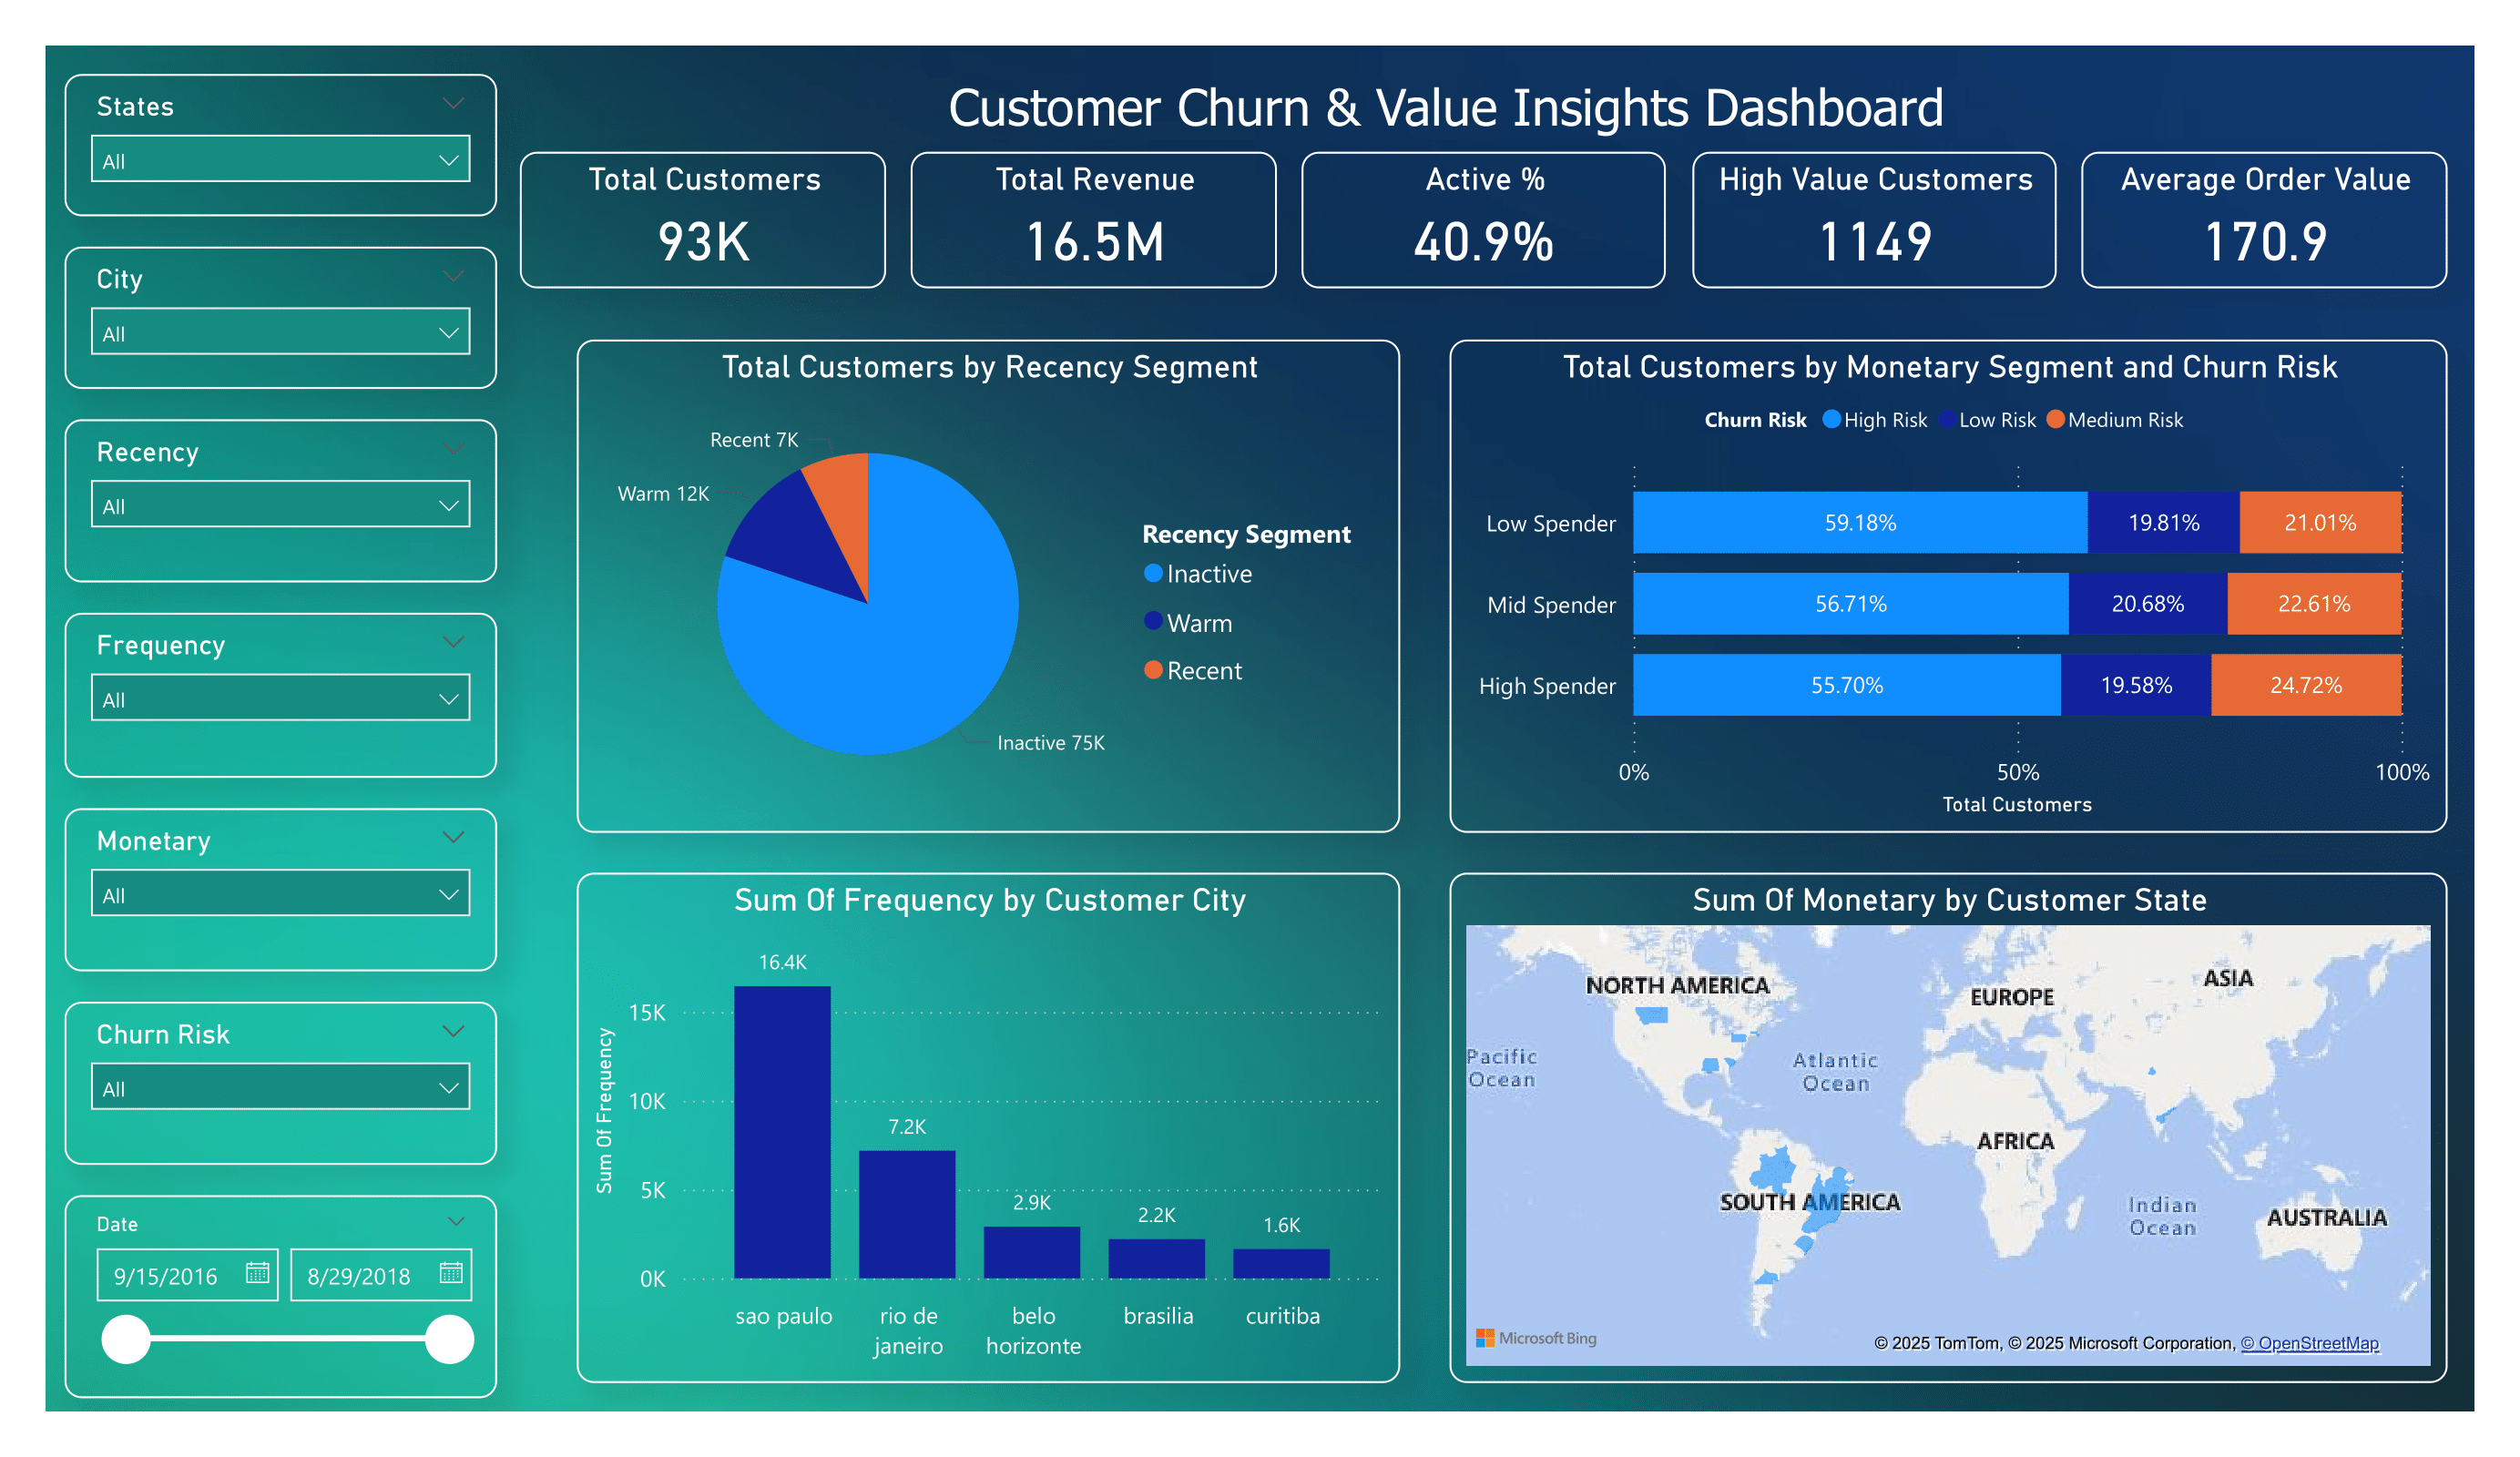 Customer Churn & Value Insights Dashboard
States
All
City
All
Recency
All
Frequency
All
Monetary
All
Churn Risk
All
Date
9/15/2016
8/29/2018
Total Customers
93K
Total Revenue
16.5M
Active %
40.9%
High Value Customers
1149
Average Order Value
170.9
Total Customers by Recency Segment
Recent 7K
Warm 12K
Inactive 75K
Recency Segment
Inactive
Warm
Recent
Total Customers by Monetary Segment and Churn Risk
Churn Risk High Risk Low Risk Medium Risk
Low Spender 59.18% 19.81% 21.01%
Mid Spender 56.71% 20.68% 22.61%
High Spender 55.70% 19.58% 24.72%
0% 50% 100%
Total Customers
Sum Of Frequency by Customer City
Sum Of Frequency
15K
10K
5K
0K
16.4K
7.2K
2.9K
2.2K
1.6K
sao paulo
rio de
janeiro
belo
horizonte
brasilia
curitiba
Sum Of Monetary by Customer State
NORTH AMERICA
EUROPE
ASIA
Pacific
Ocean
Atlantic
Ocean
AFRICA
SOUTH AMERICA
Indian
Ocean
AUSTRALIA
Microsoft Bing
© 2025 TomTom, © 2025 Microsoft Corporation, © OpenStreetMap